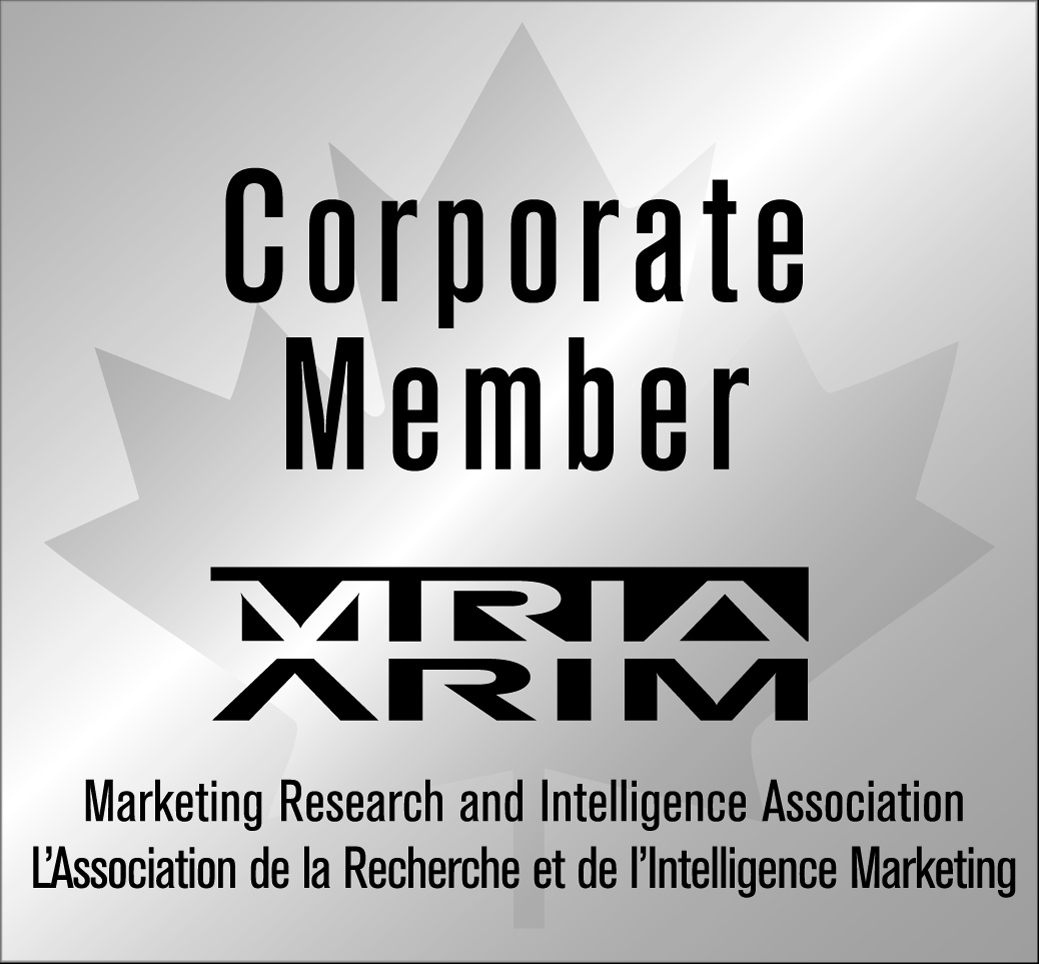 Corporate
Member
MRIA
ARIM
Marketing Research and Intelligence Association
L'Association de la Recherche et de l'Intelligence Marketing